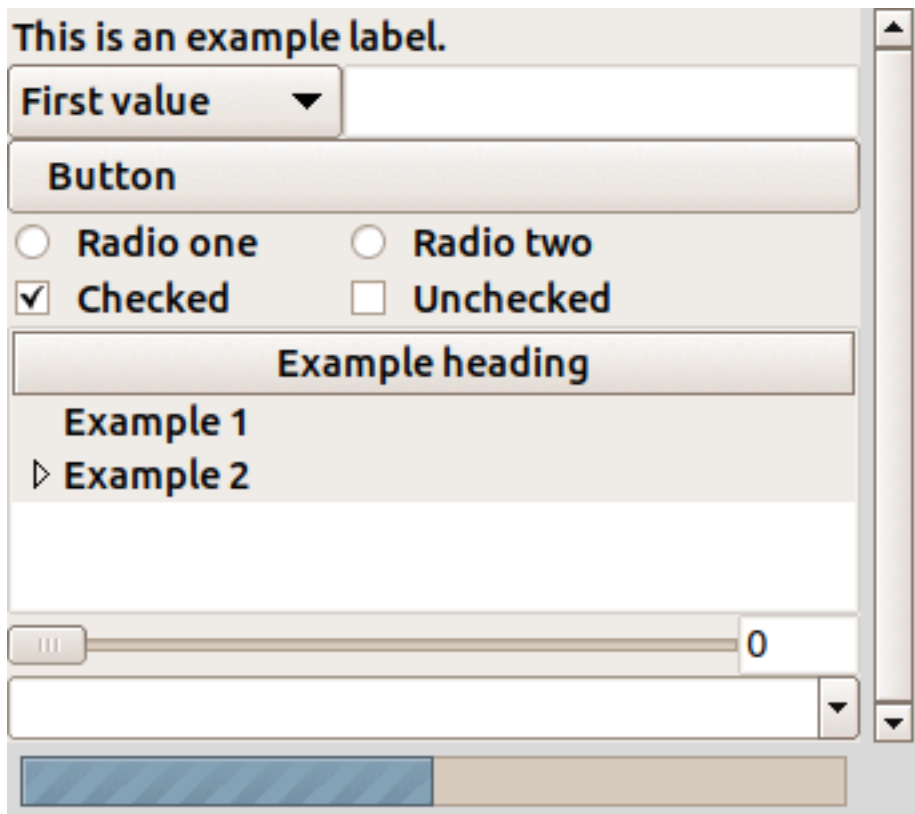 This is an example label.
First value
Button
Radio one Radio two
Checked Unchecked
Example heading
Example 1
Example 2
0